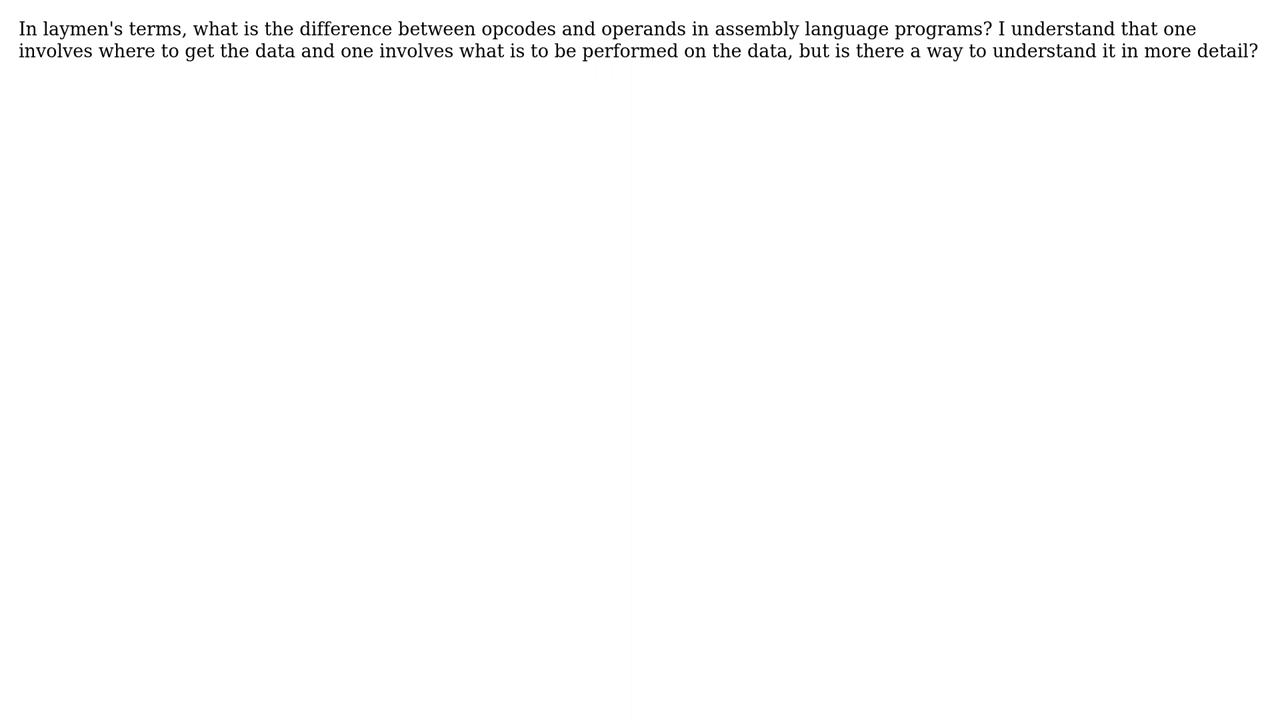 In laymen's terms, what is the difference between opcodes and operands in assembly language programs? I understand that one
involves where to get the data and one involves what is to be performed on the data, but is there a way to understand it in more detail?